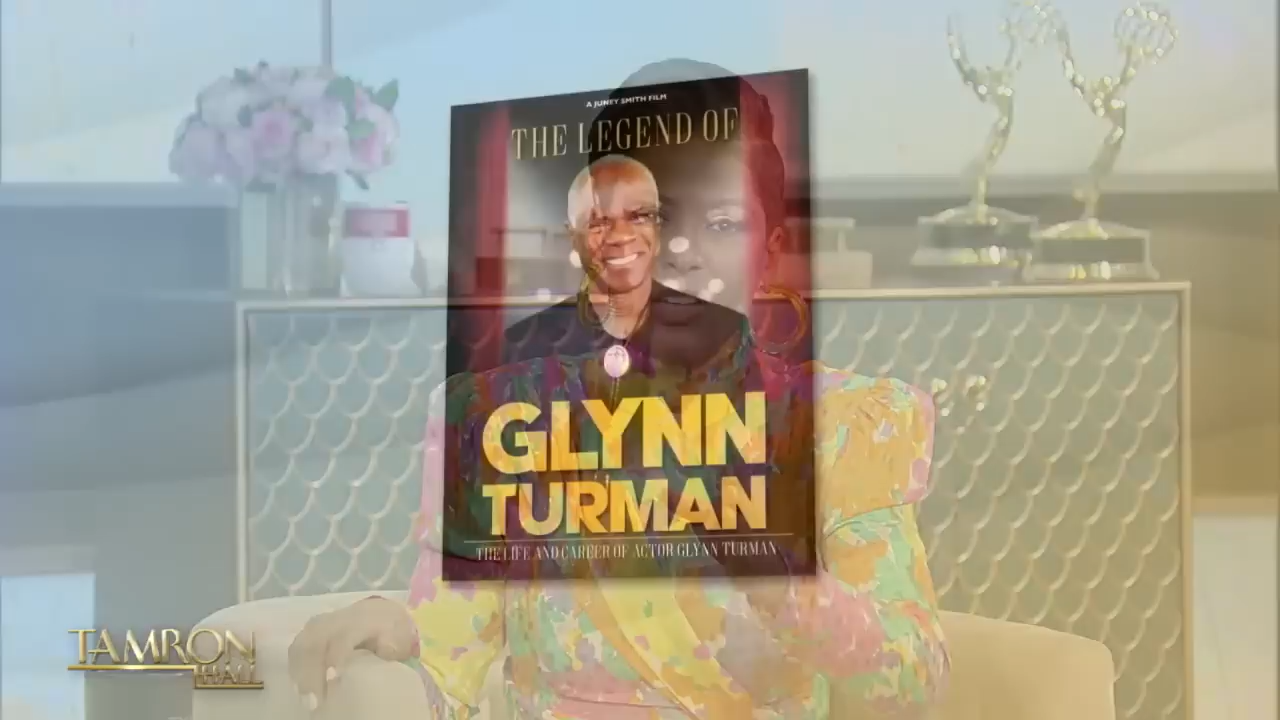 A JUNEY SMITH FILM
THE LEGEND OF
GLYNN
TURMAN
THE LIFE AND CAREER OF ACTOR GLYNN TURMAN
TAMRON
HALL